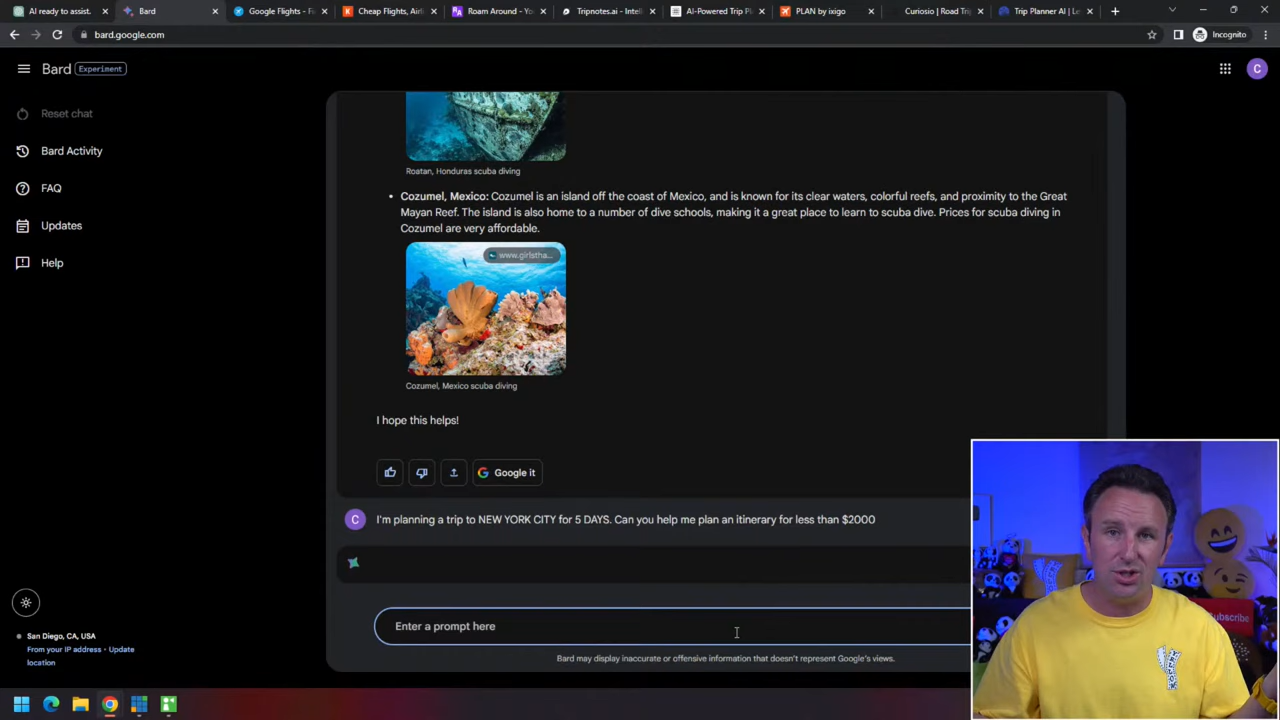 AI ready to assist.
Bard
Google Flights - F
Cheap Flights, Airli
Roam Around - Yo
Tripnotes.ai - Intell
AI-Powered Trip Pl
PLAN by ixigo
Curiosio | Road Tri
Trip Planner AI | Le
bard.google.com
Incognito
Bard
Experiment
C
Reset chat
Bard Activity
FAQ
Updates
Help
Roatan, Honduras scuba diving
Cozumel, Mexico: Cozumel is an island off the coast of Mexico, and is known for its clear waters, colorful reefs, and proximity to the Great
Mayan Reef. The island is also home to a number of dive schools, making it a great place to learn to scuba dive. Prices for scuba diving in
Cozumel are very affordable.
www.girlstha...
Cozumel, Mexico scuba diving
I hope this helps!
Google it
C
I'm planning a trip to NEW YORK CITY for 5 DAYS. Can you help me plan an itinerary for less than $2000
Enter a prompt here
Bard may display inaccurate or offensive information that doesn't represent Google's views.
San Diego, CA, USA
From your IP address • Update
location
Subscribe